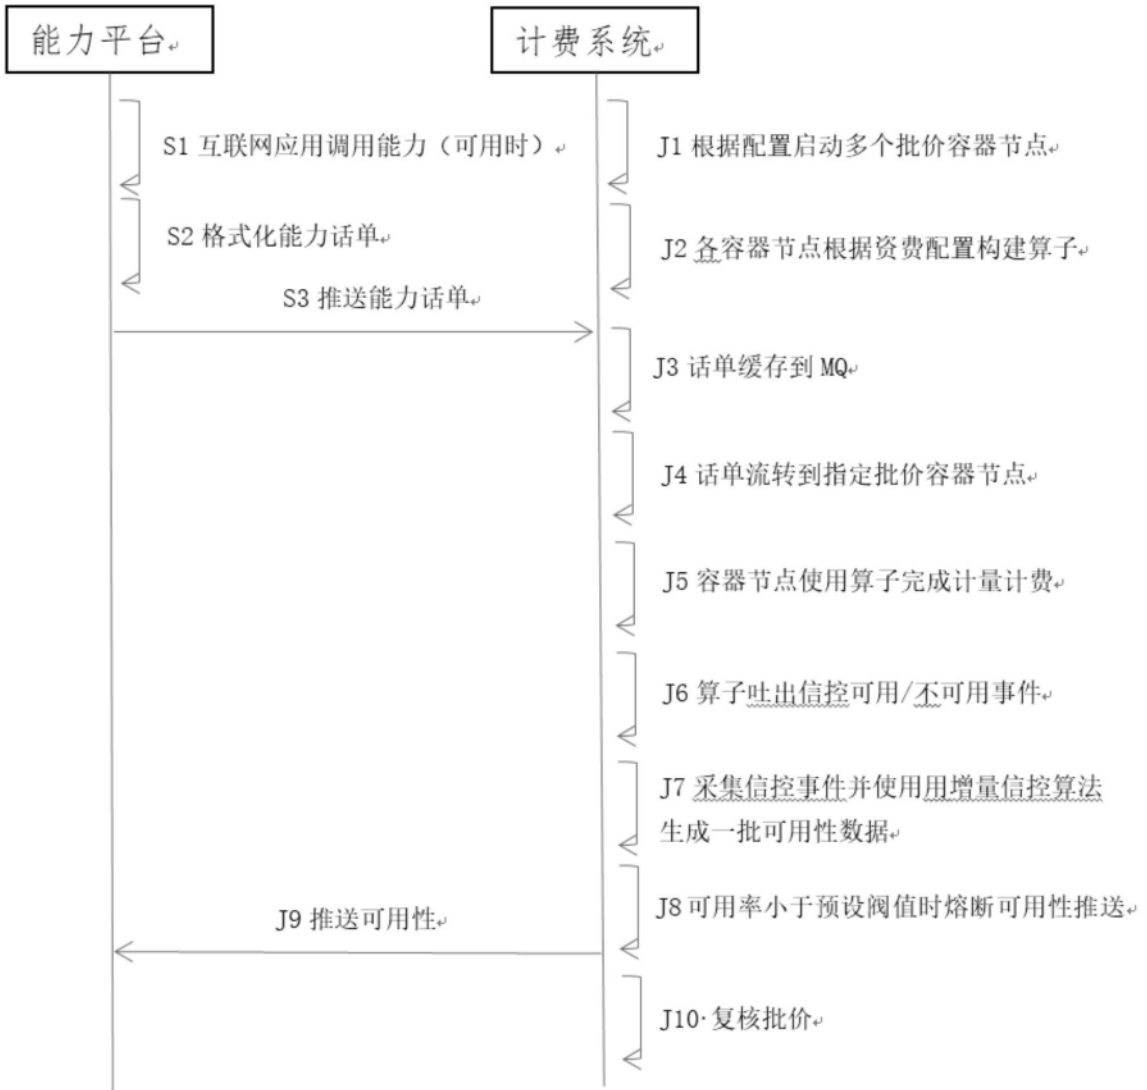 能力平台
计费系统
S1 互联网应用调用能力（可用时）
J1 根据配置启动多个批价容器节点
S2 格式化能力话单
J2 各容器节点根据资费配置构建算子
S3 推送能力话单
J3 话单缓存到 MQ
J4 话单流转到指定批价容器节点
J5 容器节点使用算子完成计量计费
J6 算子吐出信控可用/不可用事件
J7 采集信控事件并使用用增量信控算法
生成一批可用性数据
J8 可用率小于预设阀值时熔断可用性推送
J9 推送可用性
J10·复核批价